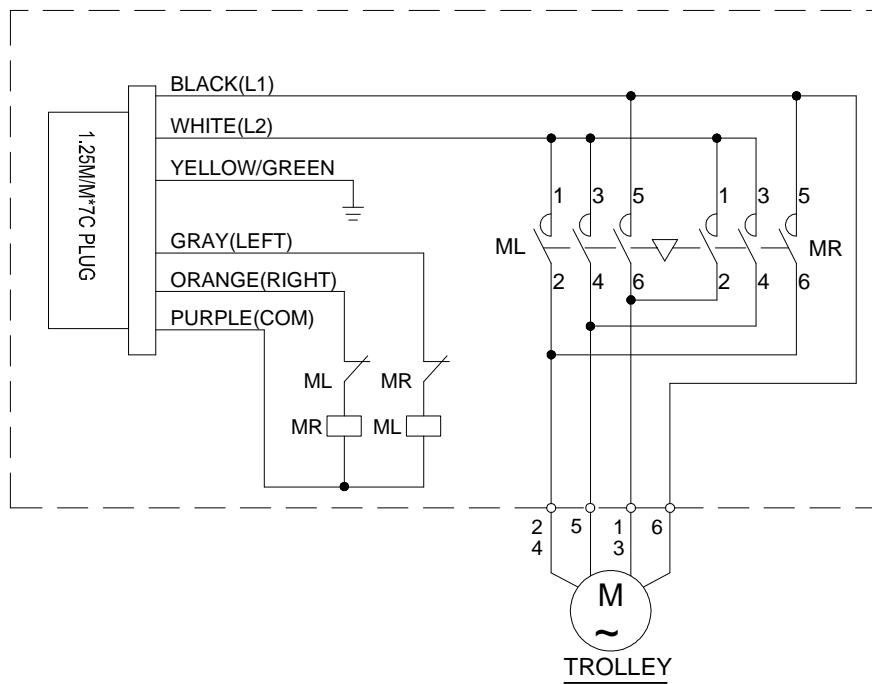 BLACK(L1)
WHITE(L2)
YELLOW/GREEN
1.25M/M*7C PLUG
GRAY(LEFT)
ORANGE(RIGHT)
PURPLE(COM)
1 3 5 1 3 5
ML MR
2 4 6 2 4 6
ML MR
MR ML
2 5 1 6
4 3
M
~
TROLLEY